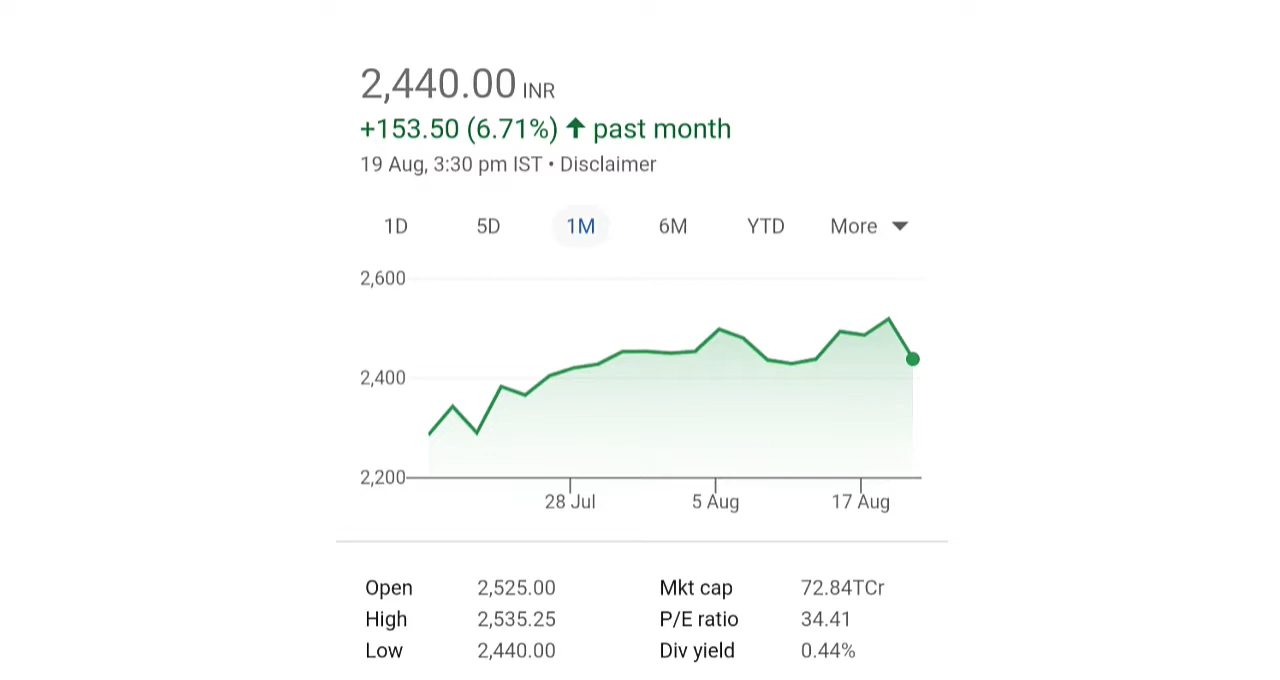 2,440.00 INR
+153.50 (6.71%) ↑ past month
19 Aug, 3:30 pm IST • Disclaimer
1D 5D 1M 6M YTD More
2,600
2,400
2,200
28 Jul 5 Aug 17 Aug
Open 2,525.00 Mkt cap 72.84TCr
High 2,535.25 P/E ratio 34.41
Low 2,440.00 Div yield 0.44%